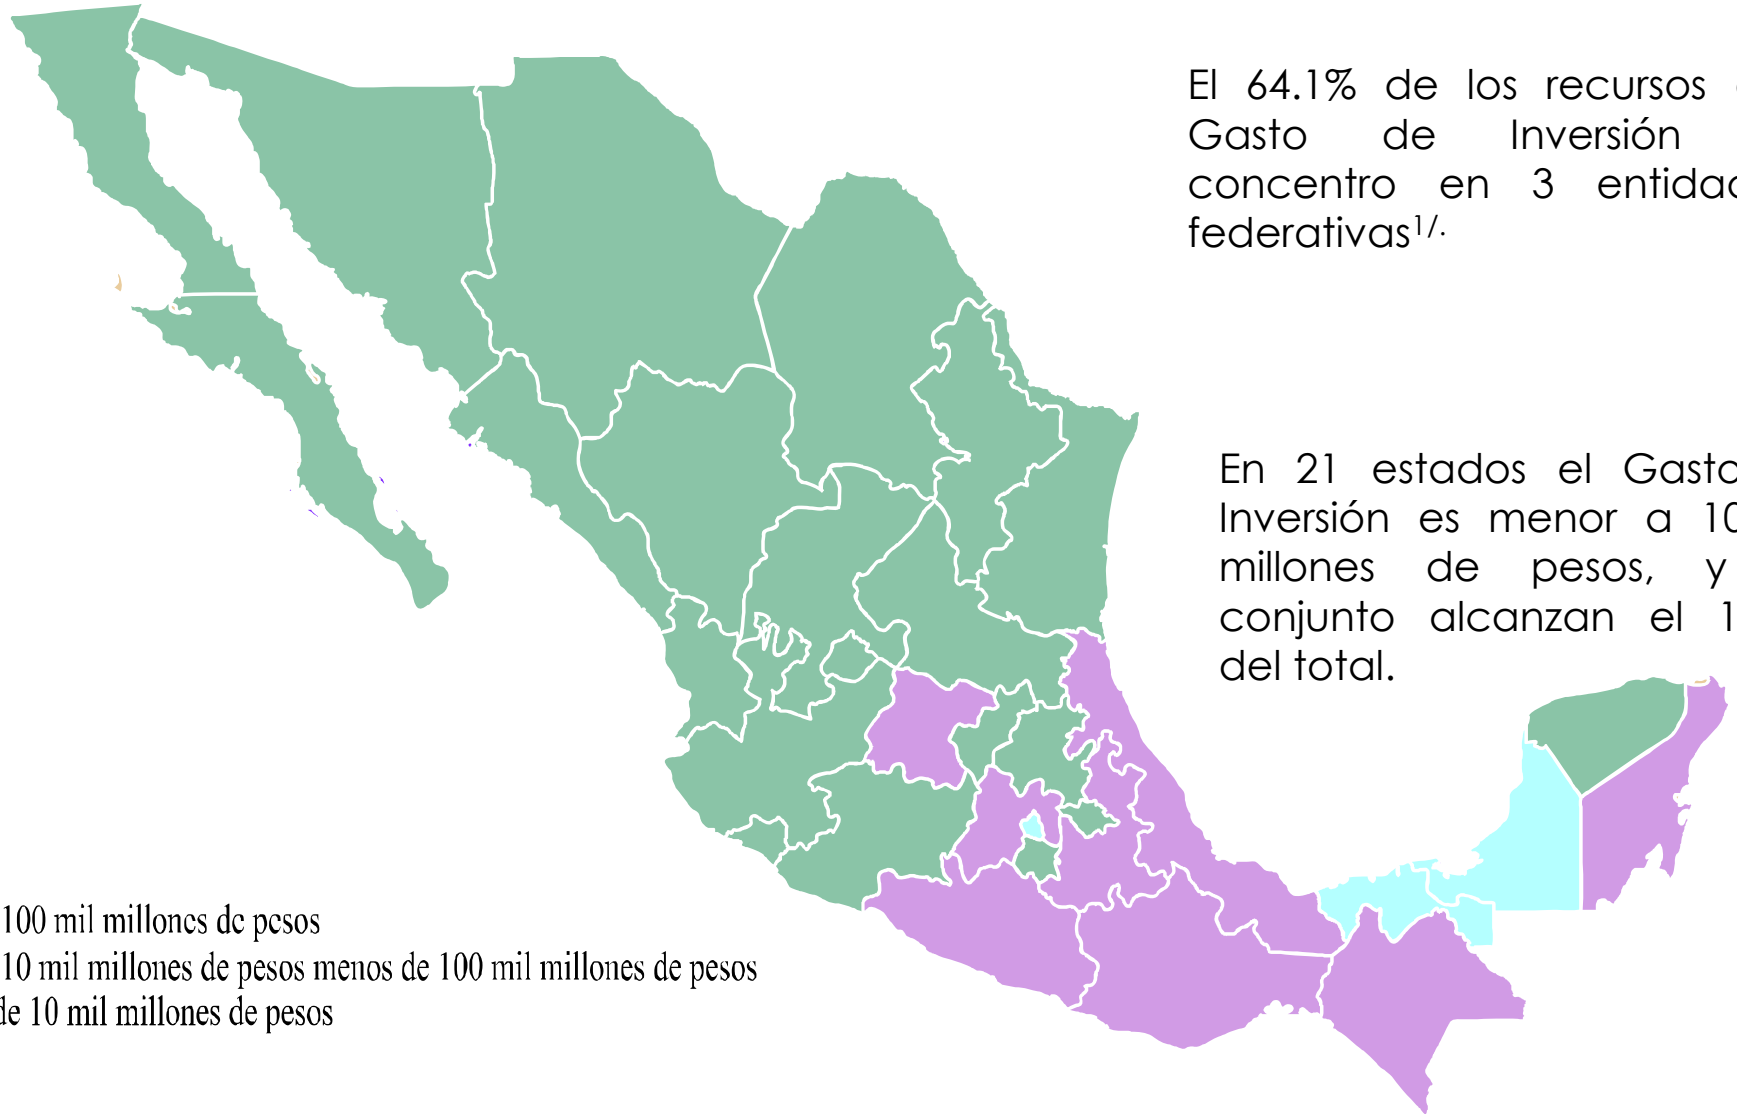 El 64.1% de los recursos
Gasto de Inversión
concentro en 3
federativas1/.
En 21 estados el Gasto
Inversión es menor a
millones de pesos, y
conjunto alcanzan el
del total.
100 mil millones de pesos
10 mil millones de pesos menos de 100 mil millones de pesos
de 10 mil millones de pesos